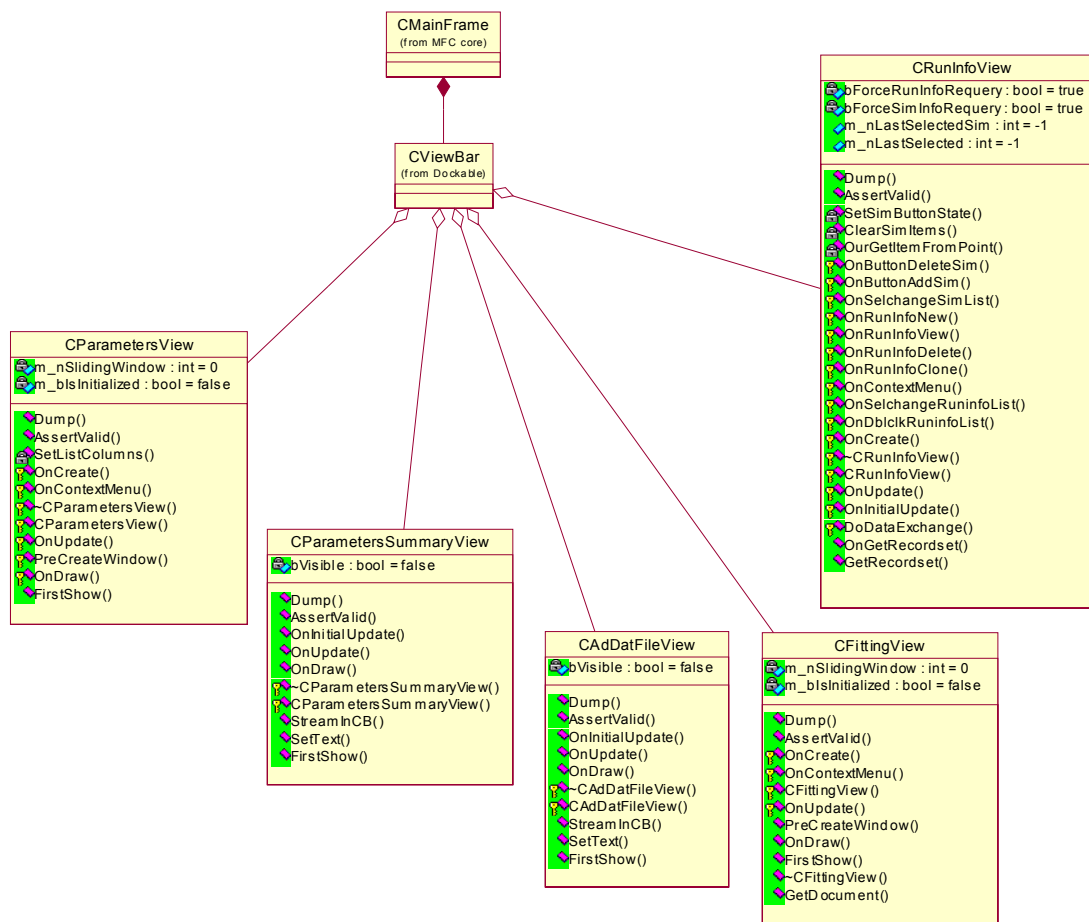 CMainFrame
(from MFC core)
CViewBar
(from Dockable)
CRunInfoView
bForceRunInfoRequery : bool = true
bForceSimInfoRequery : bool = true
m_nLastSelectedSim : int = -1
m_nLastSelected : int = -1
Dump()
AssertValid()
SetSimButtonState()
ClearSimItems()
OurGetItemFromPoint()
OnButtonDeleteSim()
OnButtonAddSim()
OnSelchangeSimList()
OnRunInfoNew()
OnRunInfoView()
OnRunInfoDelete()
OnRunInfoClone()
OnContextMenu()
OnSelchangeRuninfoList()
OnDblclkRuninfoList()
OnCreate()
~CRunInfoView()
CRunInfoView()
OnUpdate()
OnInitialUpdate()
DoDataExchange()
OnGetRecordset()
GetRecordset()
CParametersView
m_nSlidingWindow : int = 0
m_bIsInitialized : bool = false
Dump()
AssertValid()
SetListColumns()
OnCreate()
OnContextMenu()
~CParametersView()
CParametersView()
OnUpdate()
PreCreateWindow()
OnDraw()
FirstShow()
CParametersSummaryView
bVisible : bool = false
Dump()
AssertValid()
OnInitialUpdate()
OnUpdate()
OnDraw()
~CParametersSummaryView()
CParametersSummaryView()
StreamInCB()
SetText()
FirstShow()
CAdDatFileView
bVisible : bool = false
Dump()
AssertValid()
OnInitialUpdate()
OnUpdate()
OnDraw()
~CAdDatFileView()
CAdDatFileView()
StreamInCB()
SetText()
FirstShow()
CFittingView
m_nSlidingWindow : int = 0
m_bIsInitialized : bool = false
Dump()
AssertValid()
OnCreate()
OnContextMenu()
CFittingView()
OnUpdate()
PreCreateWindow()
OnDraw()
FirstShow()
~CFittingView()
GetDocument()